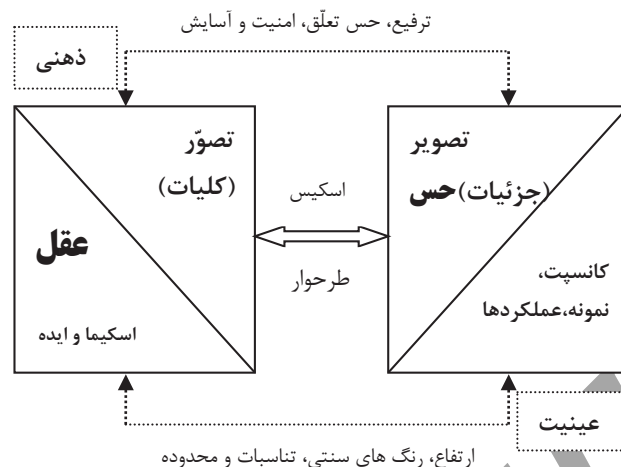 ترفیع، حس تعلّق، امنیت و آسایش
ذهنی
تصویر
(جزئیات) حس
کانسپت،
نمونه،عملکردها
اسکیس
طرحوار
تصوّر
(کلیات)
عقل
اسکیما و ایده
عینیت
ارتفاع، رنگ های سنتی، تناسبات و محدوده